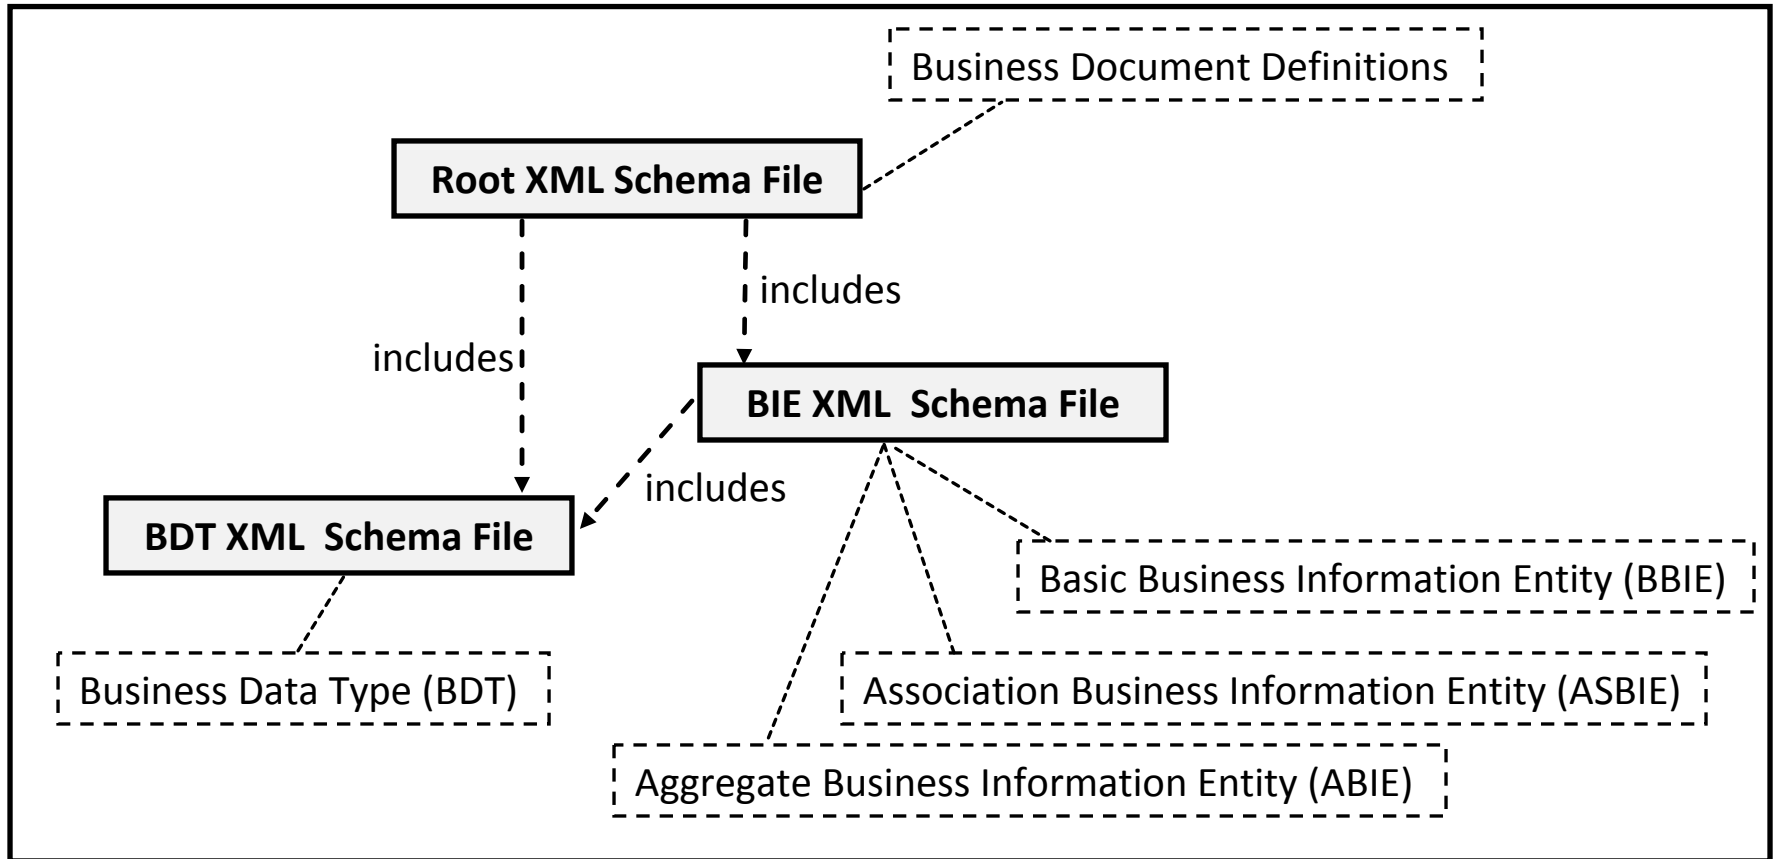 Business Document Definitions
Root XML Schema File
includes
includes
BIE XML  Schema File
includes
BDT XML  Schema File
Basic Business Information Entity (BBIE)
Business Data Type (BDT)
Association Business Information Entity (ASBIE)
Aggregate Business Information Entity (ABIE)